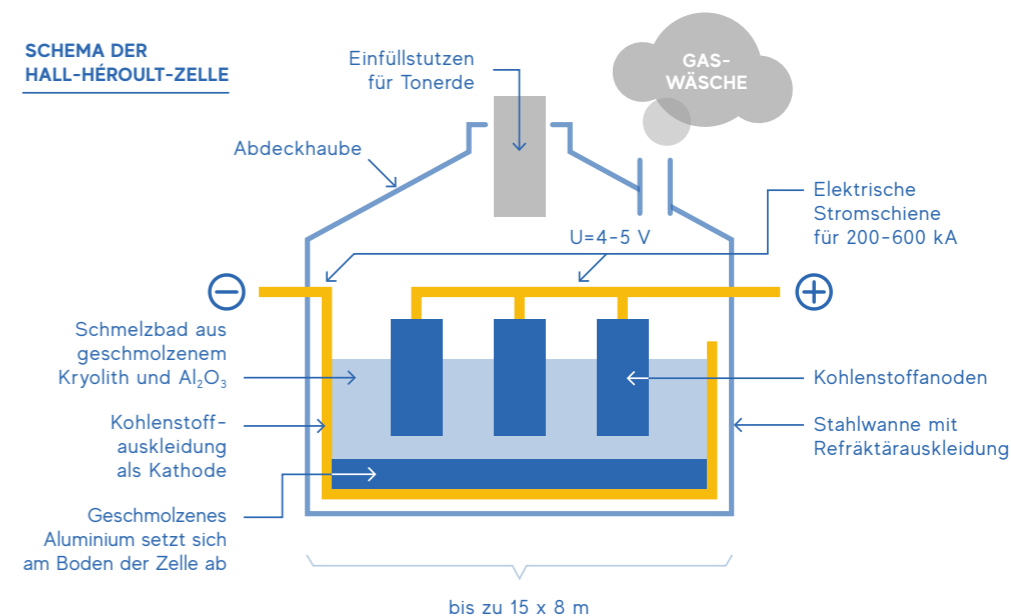 SCHEMA DER
HALL-HÉROULT-ZELLE
Einfüllstutzen
für Tonerde
GAS-
WÄSCHE
Abdeckhaube
Elektrische
Stromschiene
für 200-600 kA
U=4-5 V
−
+
Schmelzbad aus
geschmolzenem
Kryolith und Al₂O₃
Kohlenstoffanoden
Kohlenstoff-
auskleidung
als Kathode
Stahlwanne mit
Refräktärauskleidung
Geschmolzenes
Aluminium setzt sich
am Boden der Zelle ab
bis zu 15 x 8 m